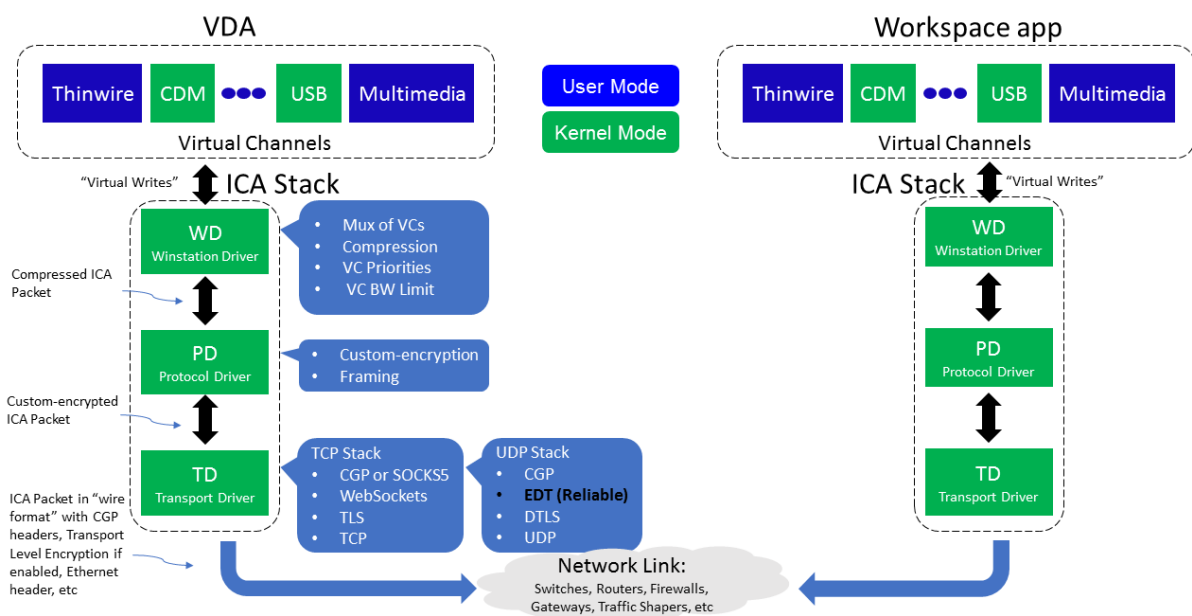 VDA
Thinwire
CDM
USB
Multimedia
Virtual Channels
User Mode
Kernel Mode
Workspace app
Thinwire
CDM
USB
Multimedia
Virtual Channels
“Virtual Writes”
ICA Stack
WD
Winstation Driver
• Mux of VCs
• Compression
• VC Priorities
• VC BW Limit
Compressed ICA
Packet
PD
Protocol Driver
• Custom-encryption
• Framing
Custom-encrypted
ICA Packet
TD
Transport Driver
TCP Stack
• CGP or SOCKS5
• WebSockets
• TLS
• TCP
UDP Stack
• CGP
• EDT (Reliable)
• DTLS
• UDP
ICA Packet in “wire
format” with CGP
headers, Transport
Level Encryption if
enabled, Ethernet
header, etc
Network Link:
Switches, Routers, Firewalls,
Gateways, Traffic Shapers, etc
ICA Stack
“Virtual Writes”
WD
Winstation Driver
PD
Protocol Driver
TD
Transport Driver